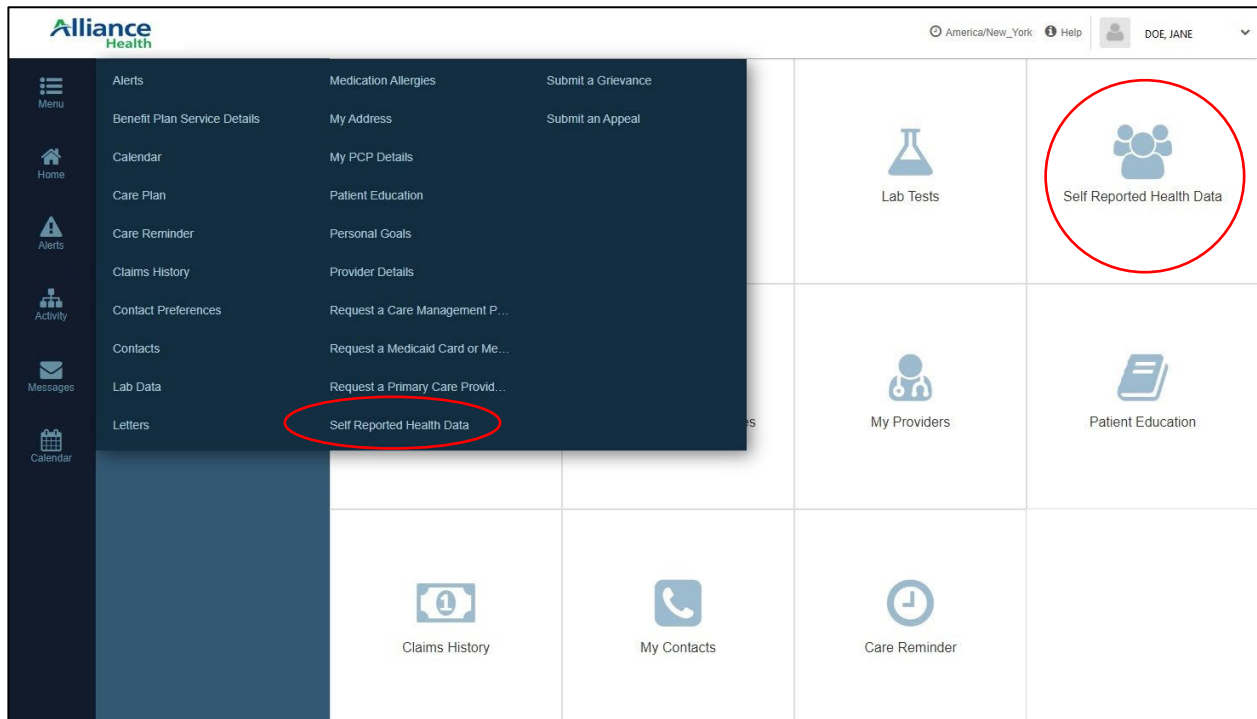 Alliance
Health
America/New_York Help DOE, JANE
Menu
Home
Alerts
Activity
Messages
Calendar
Alerts
Benefit Plan Service Details
Calendar
Care Plan
Care Reminder
Claims History
Contact Preferences
Contacts
Lab Data
Letters
Medication Allergies
My Address
My PCP Details
Patient Education
Personal Goals
Provider Details
Request a Care Management P...
Request a Medicaid Card or Me...
Request a Primary Care Provid...
Self Reported Health Data
Submit a Grievance
Submit an Appeal
Lab Tests
Self Reported Health Data
My Providers
Patient Education
1
Claims History
My Contacts
Care Reminder